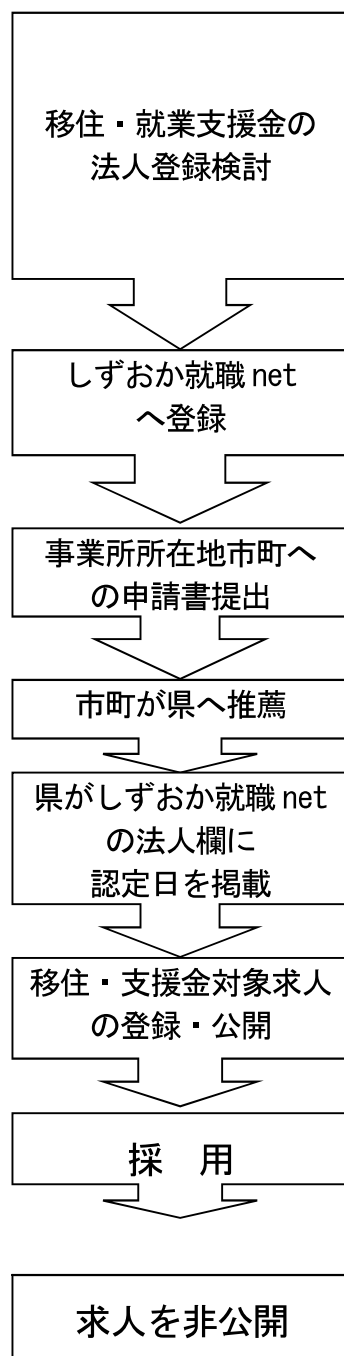 移住・就業支援金の
法人登録検討
しずおか就職 net
へ登録
事業所所在地市町へ
の申請書提出
市町が県へ推薦
県がしずおか就職 net
の法人欄に
認定日を掲載
移住・支援金対象求人
の登録・公開
採　用
求人を非公開